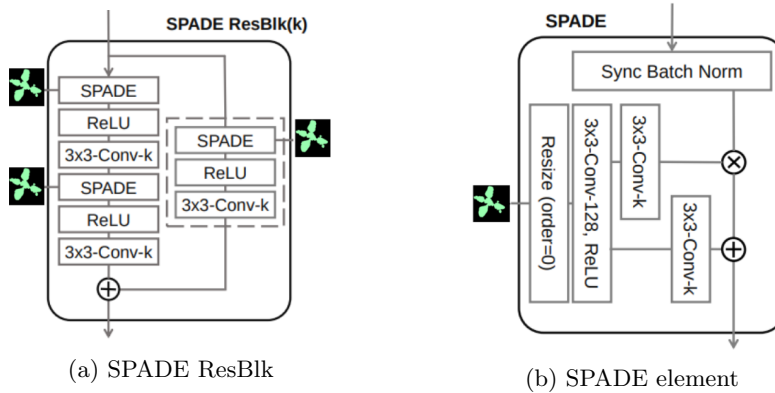 SPADE ResBlk(k)
SPADE
ReLU
3x3-Conv-k
SPADE
ReLU
3x3-Conv-k
SPADE
ReLU
3x3-Conv-k
(a) SPADE ResBlk
SPADE
Sync Batch Norm
Resize (order=0)
3x3-Conv-128, ReLU
3x3-Conv-k
3x3-Conv-k
(b) SPADE element